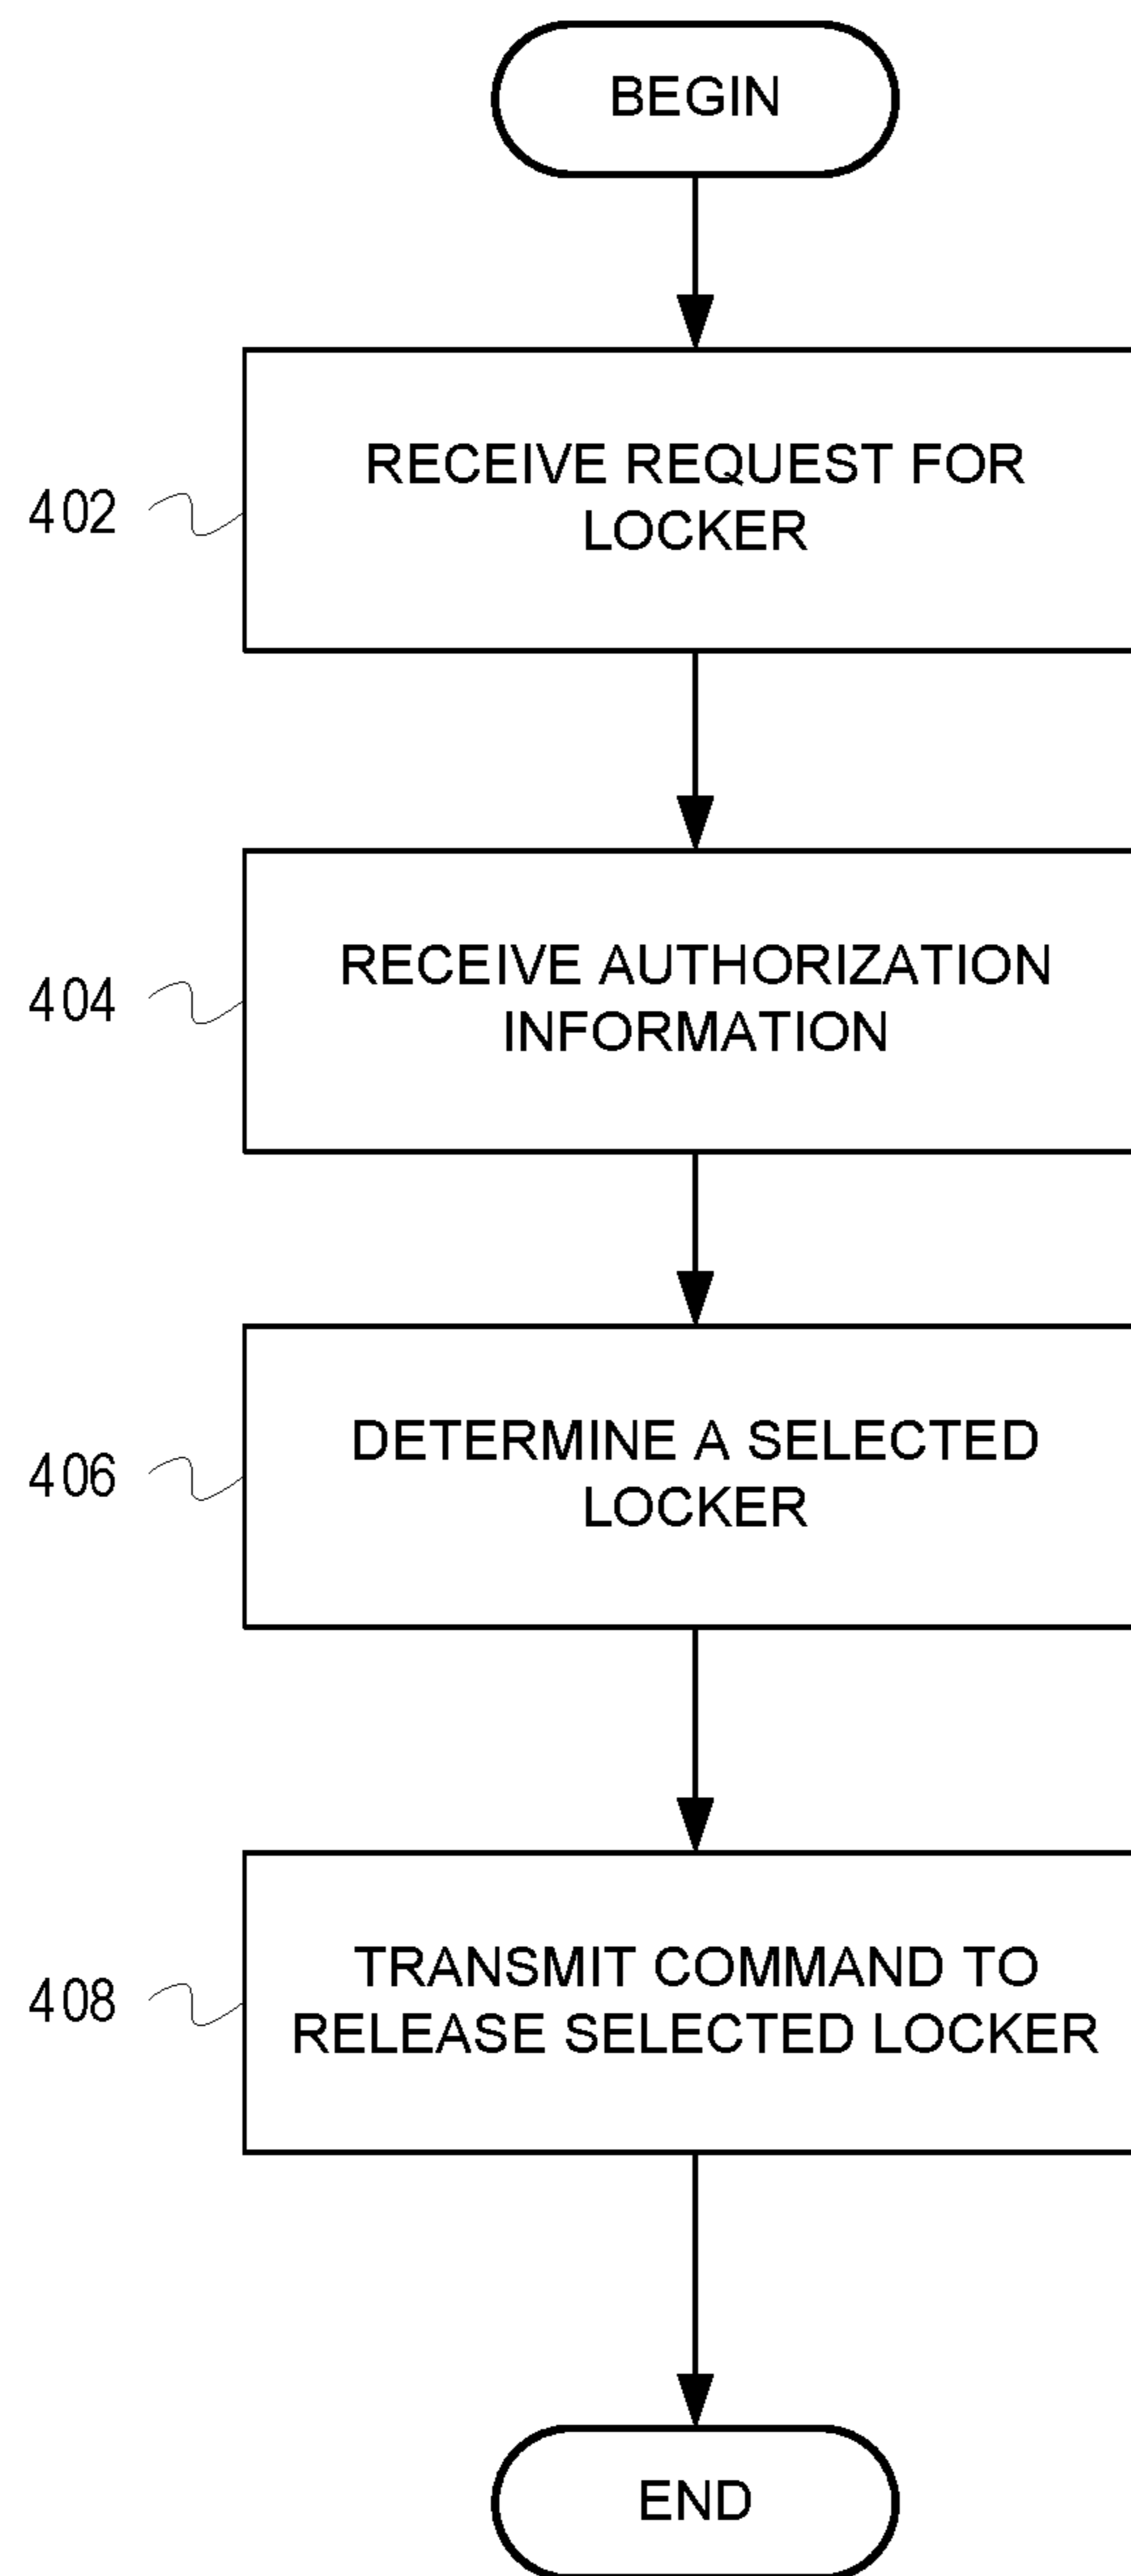 BEGIN
RECEIVE REQUEST FOR
LOCKER
402
RECEIVE AUTHORIZATION
INFORMATION
404
DETERMINE A SELECTED
LOCKER
406
TRANSMIT COMMAND TO
RELEASE SELECTED LOCKER
408
END